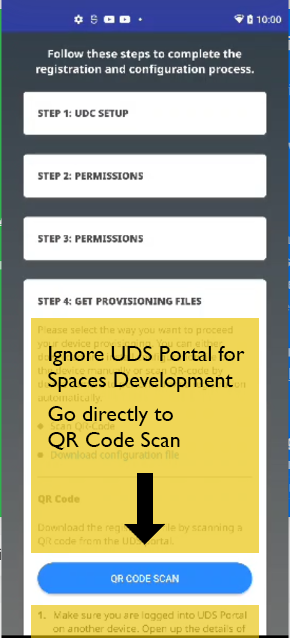 10:00
Follow these steps to complete the
registration and configuration process.
STEP 1: UDC SETUP
STEP 2: PERMISSIONS
STEP 3: PERMISSIONS
STEP 4: GET PROVISIONING FILES
Please select the way you want to proceed
your device provisioning. You can either
the device manually or scan QR-code by
automatically.
Ignore UDS Portal for
Spaces Development
Go directly to
QR Code Scan
Scan QR-Code
Download configuration file
QR Code
Download the file by scanning a
QR code from the UDS Portal.
QR CODE SCAN
1. Make sure you are logged into UDS Portal
on another device. Open up the details of